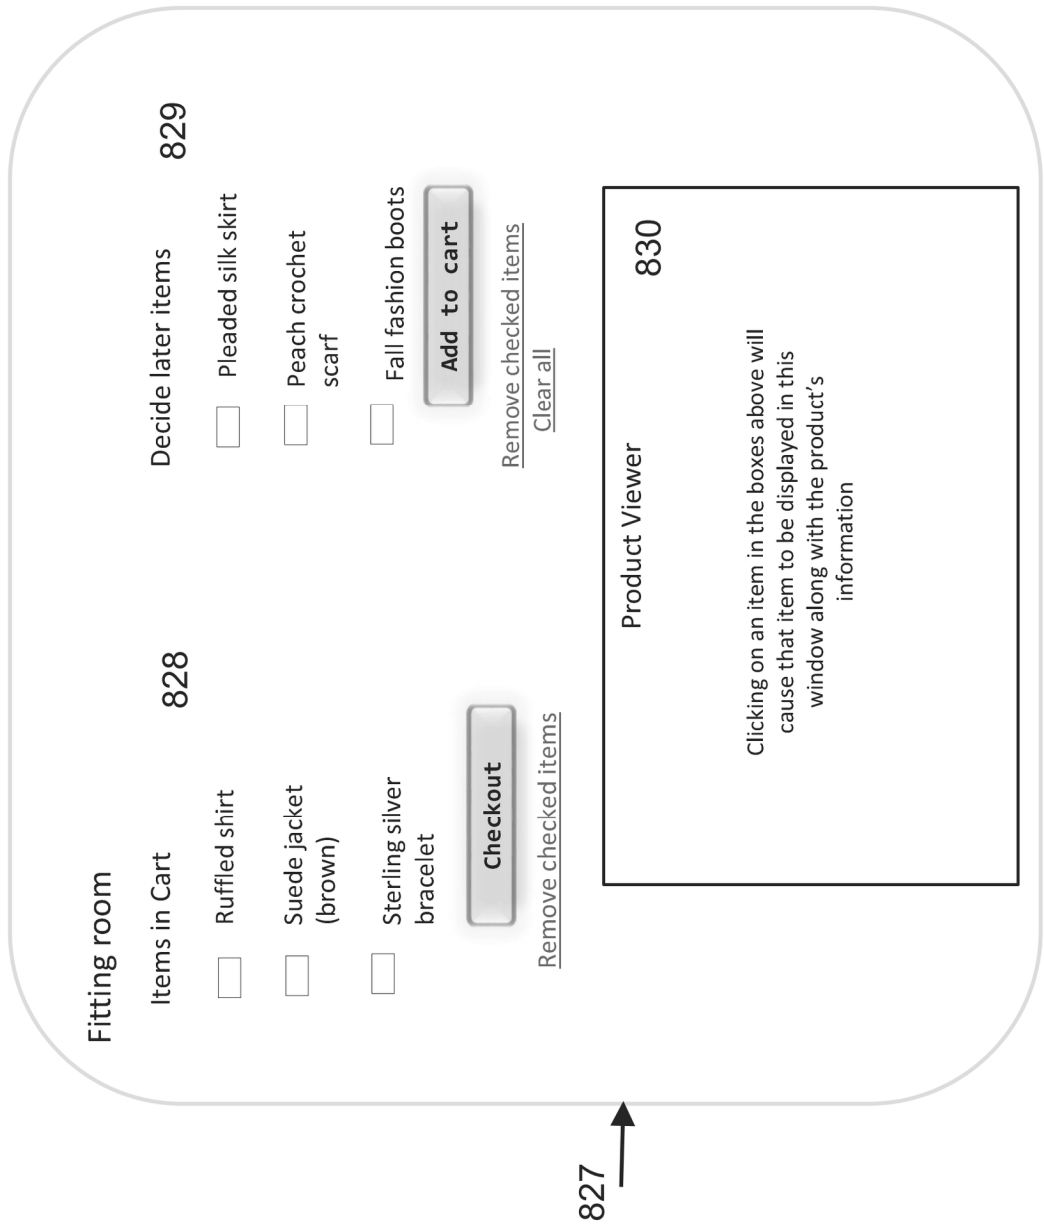 Fitting room
Items in Cart
828
Ruffled shirt
Suede jacket
(brown)
Sterling silver
bracelet
Checkout
Remove checked items
Decide later items
829
Pleaded silk skirt
Peach crochet
scarf
Fall fashion boots
Add to cart
Remove checked items
Clear all
Product Viewer
830
Clicking on an item in the boxes above will
cause that item to be displayed in this
window along with the product's
information
827